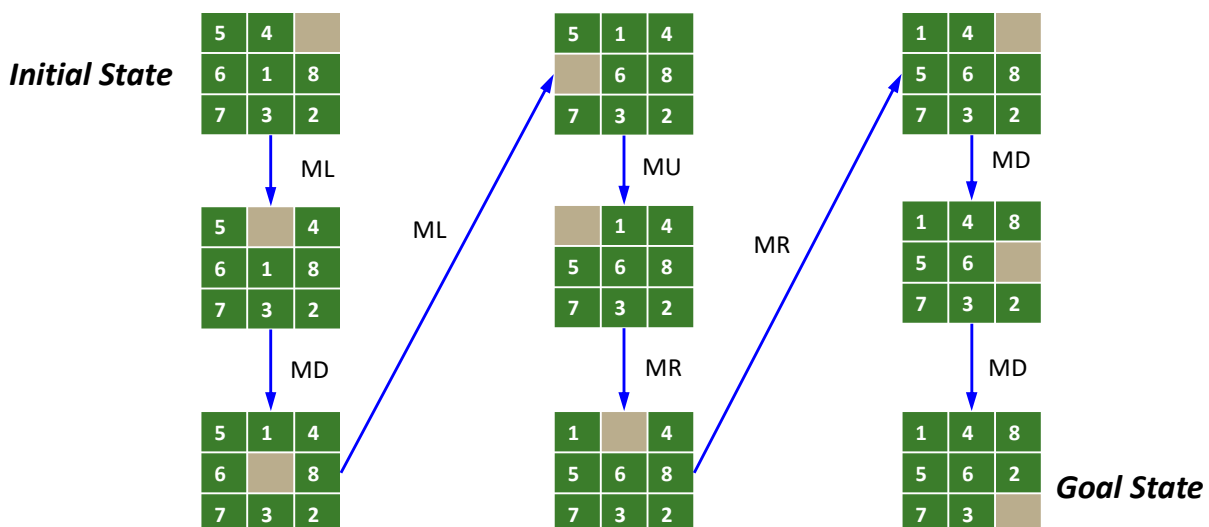 Initial State
5 4
6 1 8
7 3 2
ML
5 4
6 1 8
7 3 2
MD
5 1 4
6 8
7 3 2
ML
5 1 4
6 8
7 3 2
MU
1 4
5 6 8
7 3 2
MR
1 4
5 6 8
7 3 2
MR
1 4
5 6 8
7 3 2
MD
1 4 8
5 6
7 3 2
MD
1 4 8
5 6 2
7 3
Goal State